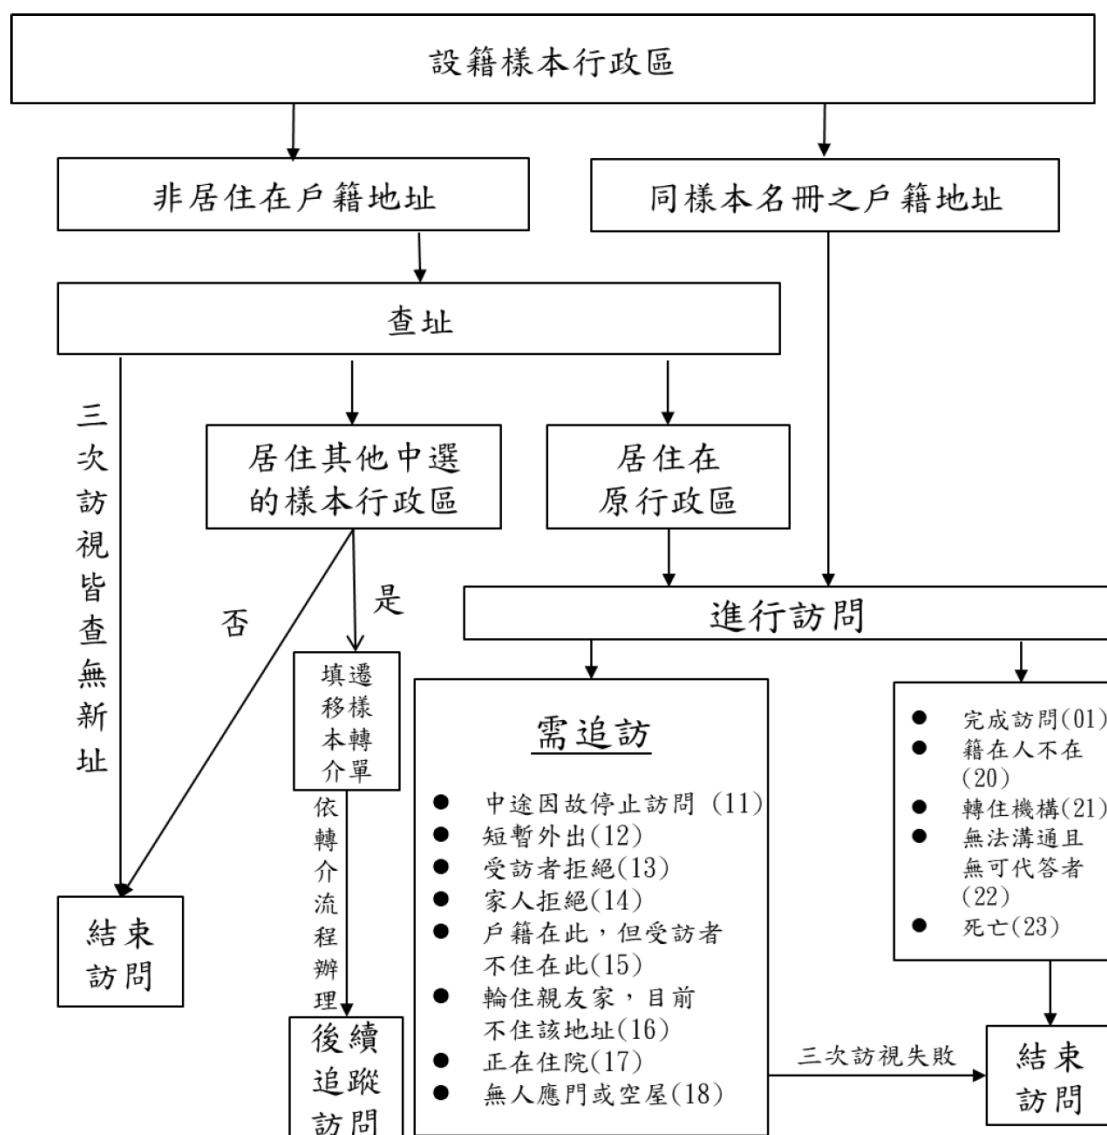 設籍樣本行政區
非居住在戶籍地址
同樣本名冊之戶籍地址
查址
三次訪視皆查無新址
居住其他中選
的樣本行政區
居住在
原行政區
否
是
進行訪問
填遷
移樣
本轉
介單
依轉介流程辦理
後續
追蹤
訪問
結束
訪問
需追訪
● 中途因故停止訪問 (11)
● 短暫外出(12)
● 受訪者拒絕(13)
● 家人拒絕(14)
● 戶籍在此，但受訪者
不住在此(15)
● 輪住親友家，目前
不住該地址(16)
● 正在住院(17)
● 無人應門或空屋(18)
● 完成訪問(01)
● 籍在人不在
(20)
● 轉住機構(21)
● 無法溝通且
無可代答者
(22)
● 死亡(23)
三次訪視失敗
結束
訪問